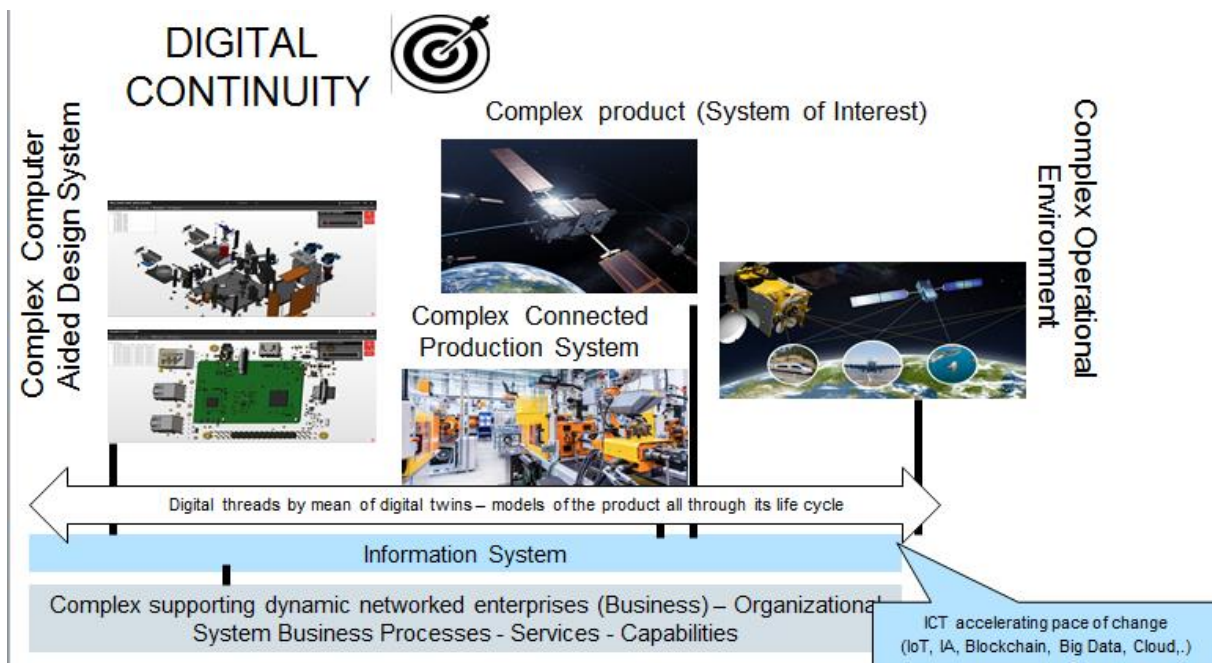 DIGITAL
CONTINUITY
Complex Computer
Aided Design System
Complex product (System of Interest)
Complex Operational
Environment
Complex Connected
Production System
Digital threads by mean of digital twins – models of the product all through its life cycle
Information System
Complex supporting dynamic networked enterprises (Business) – Organizational
System Business Processes - Services - Capabilities
ICT accelerating pace of change
(IoT, IA, Blockchain, Big Data, Cloud,.)